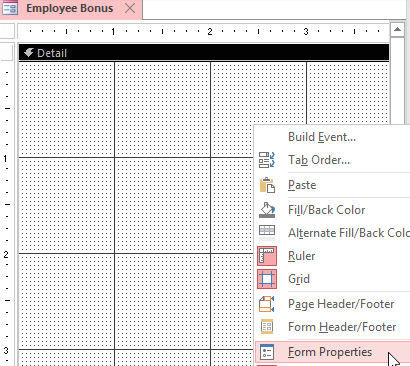 Employee Bonus
1 2 3
Detail
1
2
3
Build Event...
Tab Order...
Paste
Fill/Back Color
Alternate Fill/Back Colo
Ruler
Grid
Page Header/Footer
Form Header/Footer
Form Properties